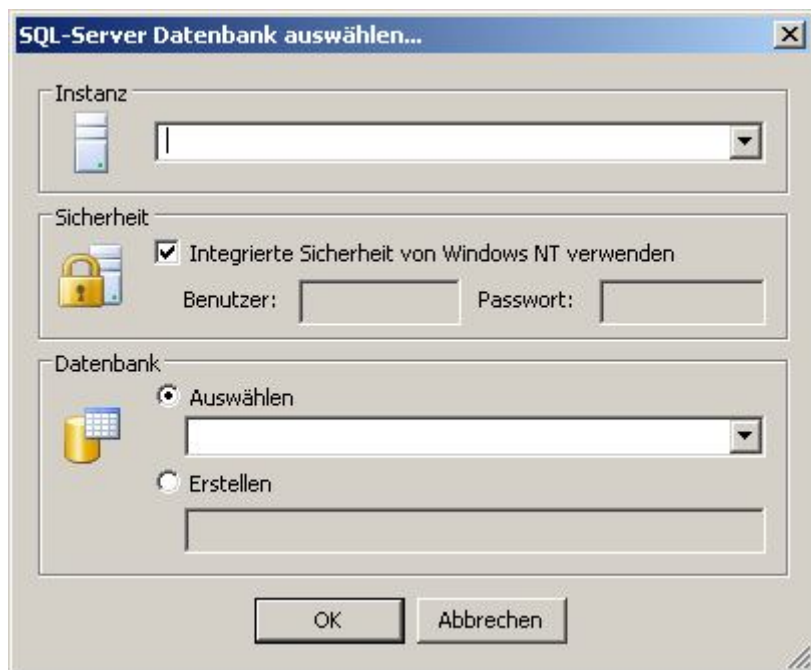 SQL-Server Datenbank auswählen...
Instanz
Sicherheit
Integrierte Sicherheit von Windows NT verwenden
Benutzer: Passwort:
Datenbank
Auswählen
Erstellen
OK Abbrechen